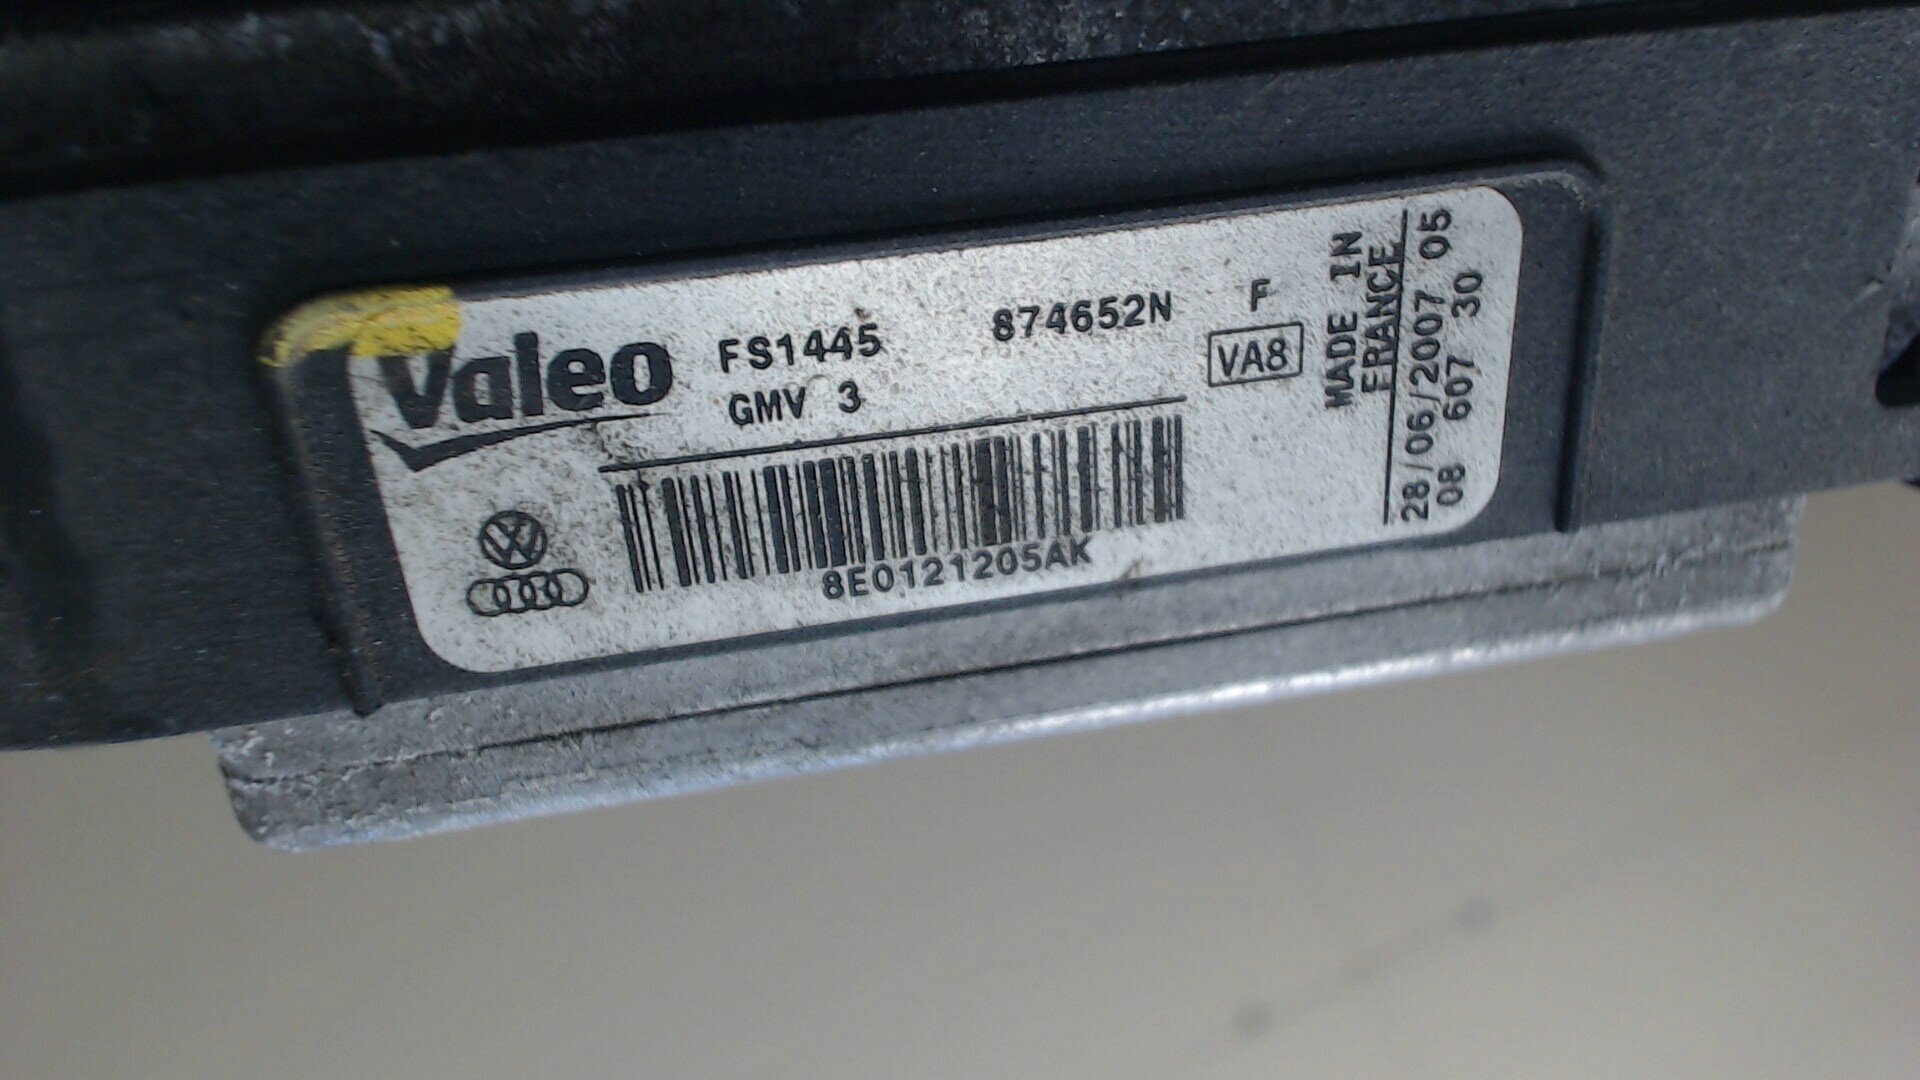 Valeo
FS1445
874652N
F
GMV 3
VA8
8E0121205AK
MADE IN
FRANCE
28/06/2007 05
08 607 30